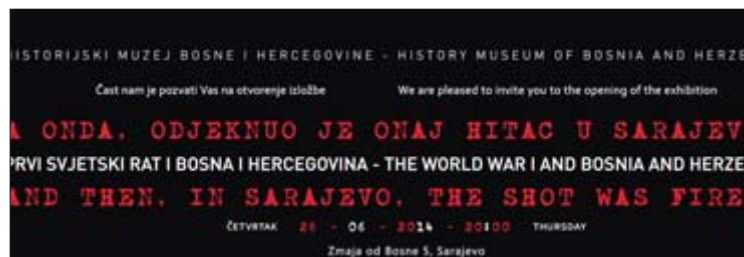 HISTORIJSKI MUZEJ BOSNE I HERCEGOVINE - HISTORY MUSEUM OF BOSNIA AND HERZE
Čast nam je pozvati Vas na otvorenje izložbe We are pleased to invite you to the opening of the exhibition
A ONDA, ODJEKNUO JE ONAJ HITAC U SARAJEV
PRVI SVJETSKI RAT I BOSNA I HERCEGOVINA - THE WORLD WAR I AND BOSNIA AND HERZE
AND THEN, IN SARAJEVO, THE SHOT WAS FIRE
ČETVRTAK 26 - 06 - 2014 - 20:00 THURSDAY
Zmaja od Bosne 5, Sarajevo